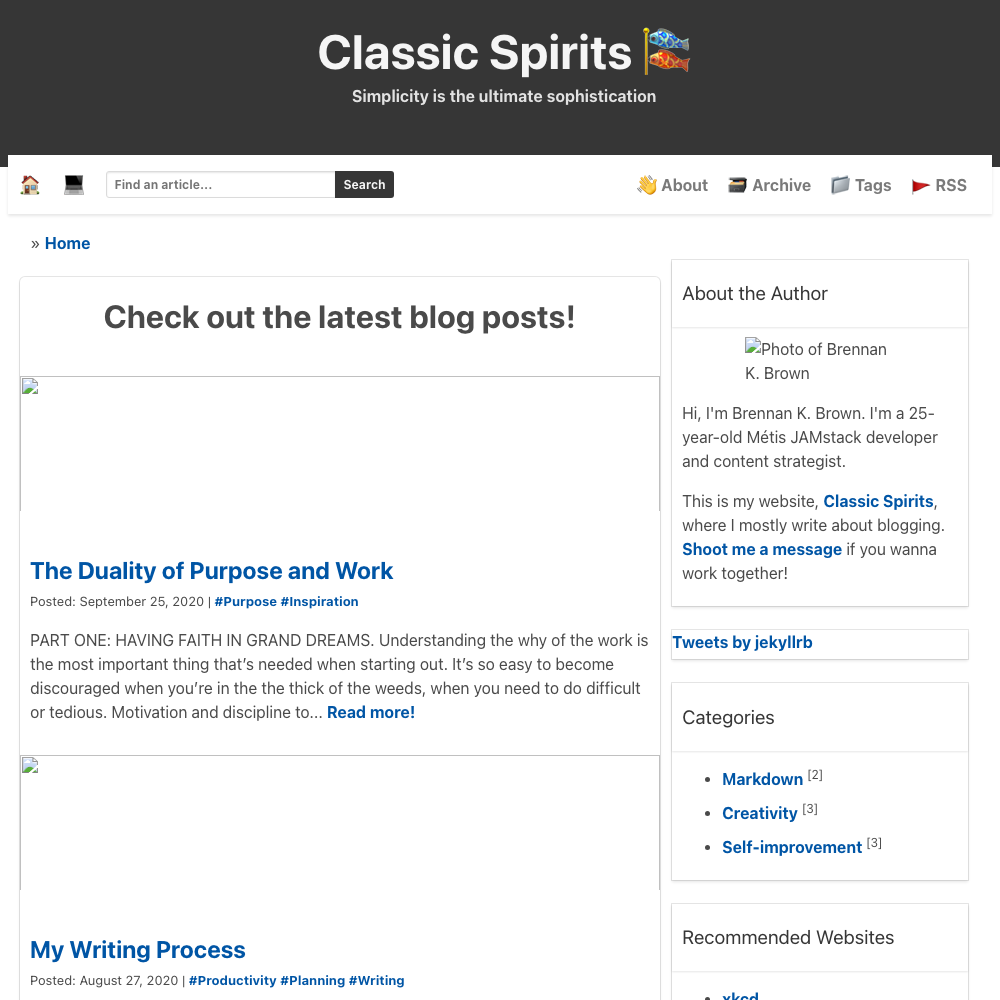 Classic Spirits
Simplicity is the ultimate sophistication
Find an article...
Search
About
Archive
Tags
RSS
» Home
Check out the latest blog posts!
The Duality of Purpose and Work
Posted: September 25, 2020 | #Purpose #Inspiration
PART ONE: HAVING FAITH IN GRAND DREAMS. Understanding the why of the work is
the most important thing that’s needed when starting out. It’s so easy to become
discouraged when you’re in the the thick of the weeds, when you need to do difficult
or tedious. Motivation and discipline to... Read more!
My Writing Process
Posted: August 27, 2020 | #Productivity #Planning #Writing
About the Author
Photo of Brennan
K. Brown
Hi, I'm Brennan K. Brown. I'm a 25-
year-old Métis JAMstack developer
and content strategist.
This is my website, Classic Spirits,
where I mostly write about blogging.
Shoot me a message if you wanna
work together!
Tweets by jekyllrb
Categories
Markdown [2]
Creativity [3]
Self-improvement [3]
Recommended Websites
xkcd